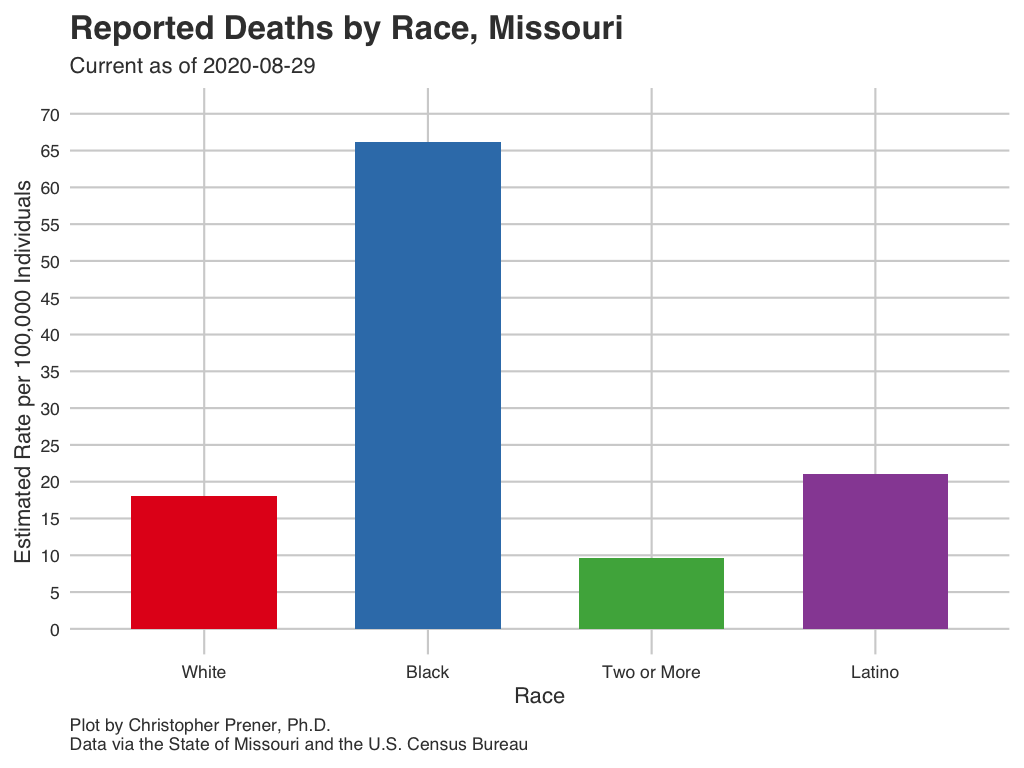 Reported Deaths by Race, Missouri
Current as of 2020-08-29
Estimated Rate per 100,000 Individuals
70
65
60
55
50
45
40
35
30
25
20
15
10
5
0
White Black Two or More Latino
Race
Plot by Christopher Prener, Ph.D.
Data via the State of Missouri and the U.S. Census Bureau